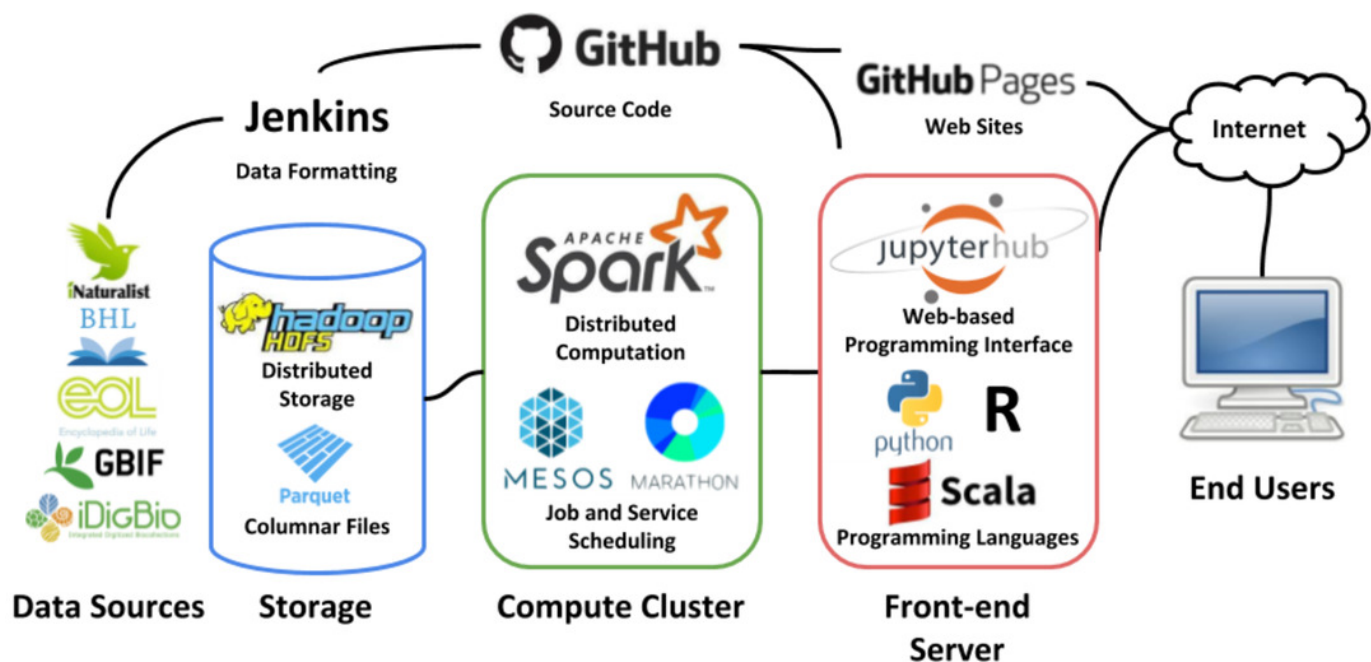 GitHub
Source Code
GitHub Pages
Web Sites
Internet
Jenkins
Data Formatting
iNaturalist
BHL
eOL
Encyclopedia of Life
GBIF
iDigBio
Integrated Digitized Biocollections
Data Sources
hadoop
HDFS
Distributed
Storage
Parquet
Columnar Files
Storage
APACHE
Spark™
Distributed
Computation
MESOS
MARATHON
Job and Service
Scheduling
Compute Cluster
jupyterhub
Web-based
Programming Interface
python
R
Scala
Programming Languages
Front-end
Server
End Users